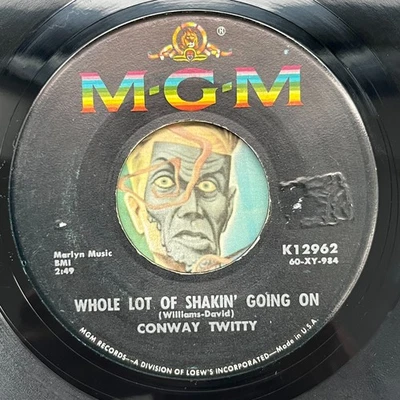 ®
M-G-M
Marlyn Music
BMI
2:49
K12962
60-XY-984
WHOLE LOT OF SHAKIN' GOING ON
(Williams-David)
CONWAY TWITTY
MGM RECORDS—A DIVISION OF LOEW'S INCORPORATED—Made in U.S.A.